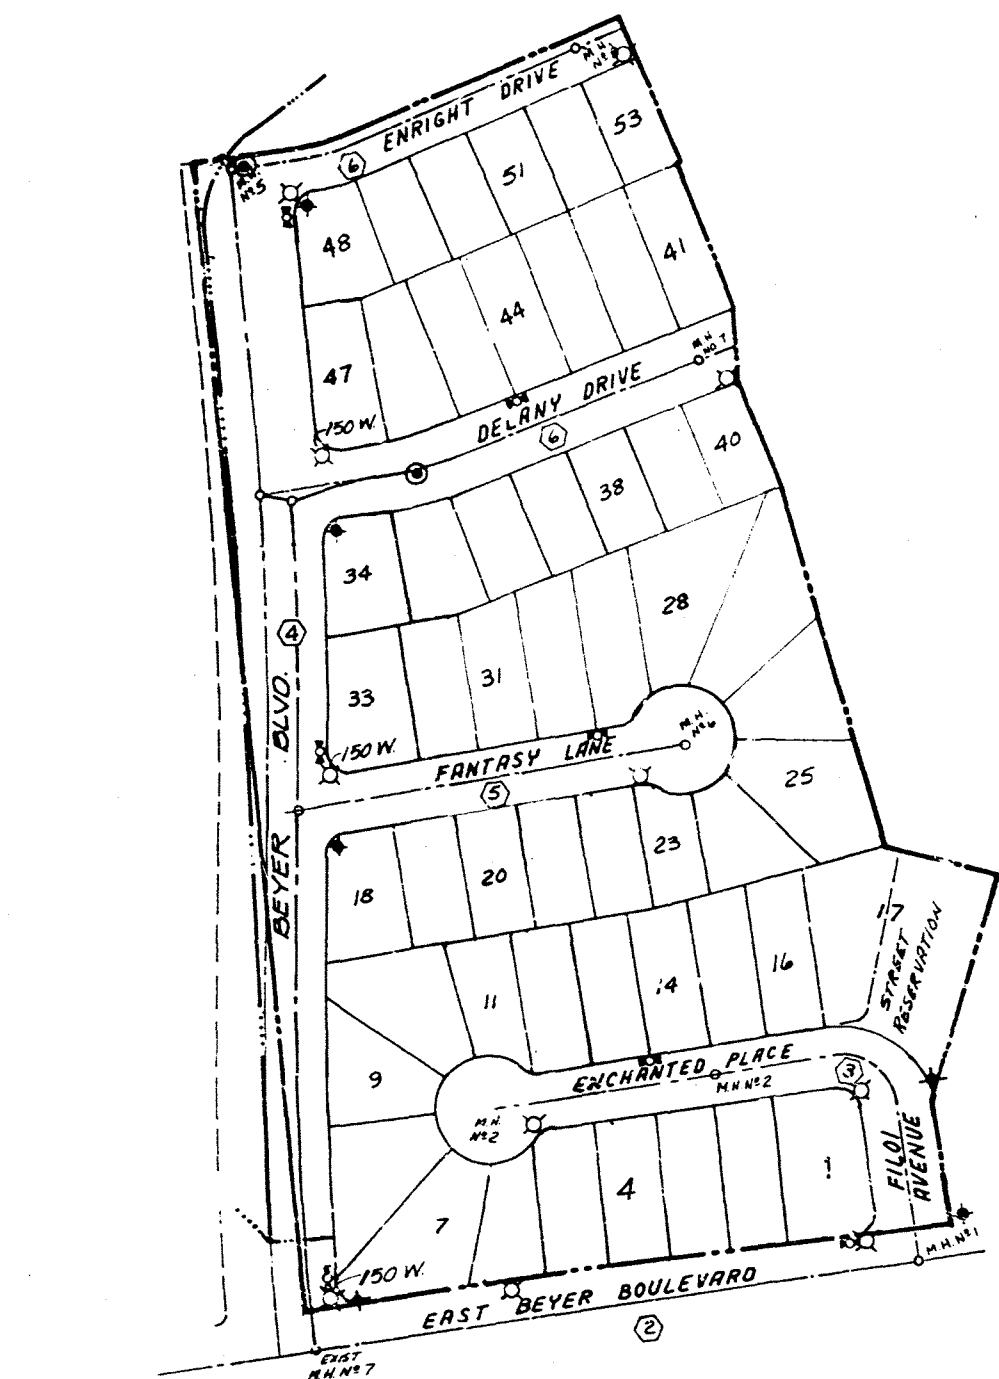 M.H.
Nº 8
ENRIGHT DRIVE
53
6
51
Nº 5
48
41
44
M.H.
NO. 7
47
DELANY DRIVE
150 W.
6
40
38
34
28
4
31
33
M.H.
Nº 6
150 W.
FANTASY LANE
5
25
BEYER BLVD.
23
20
18
17
STREET
RESERVATION
16
14
11
ENCHANTED PLACE
3
9
M.H Nº 2
M.H.
Nº 2
FILOI
AVENUE
1
4
7
M.H. Nº 1
150 W.
EAST BEYER BOULEVARD
2
EXIST
M.H. Nº 7